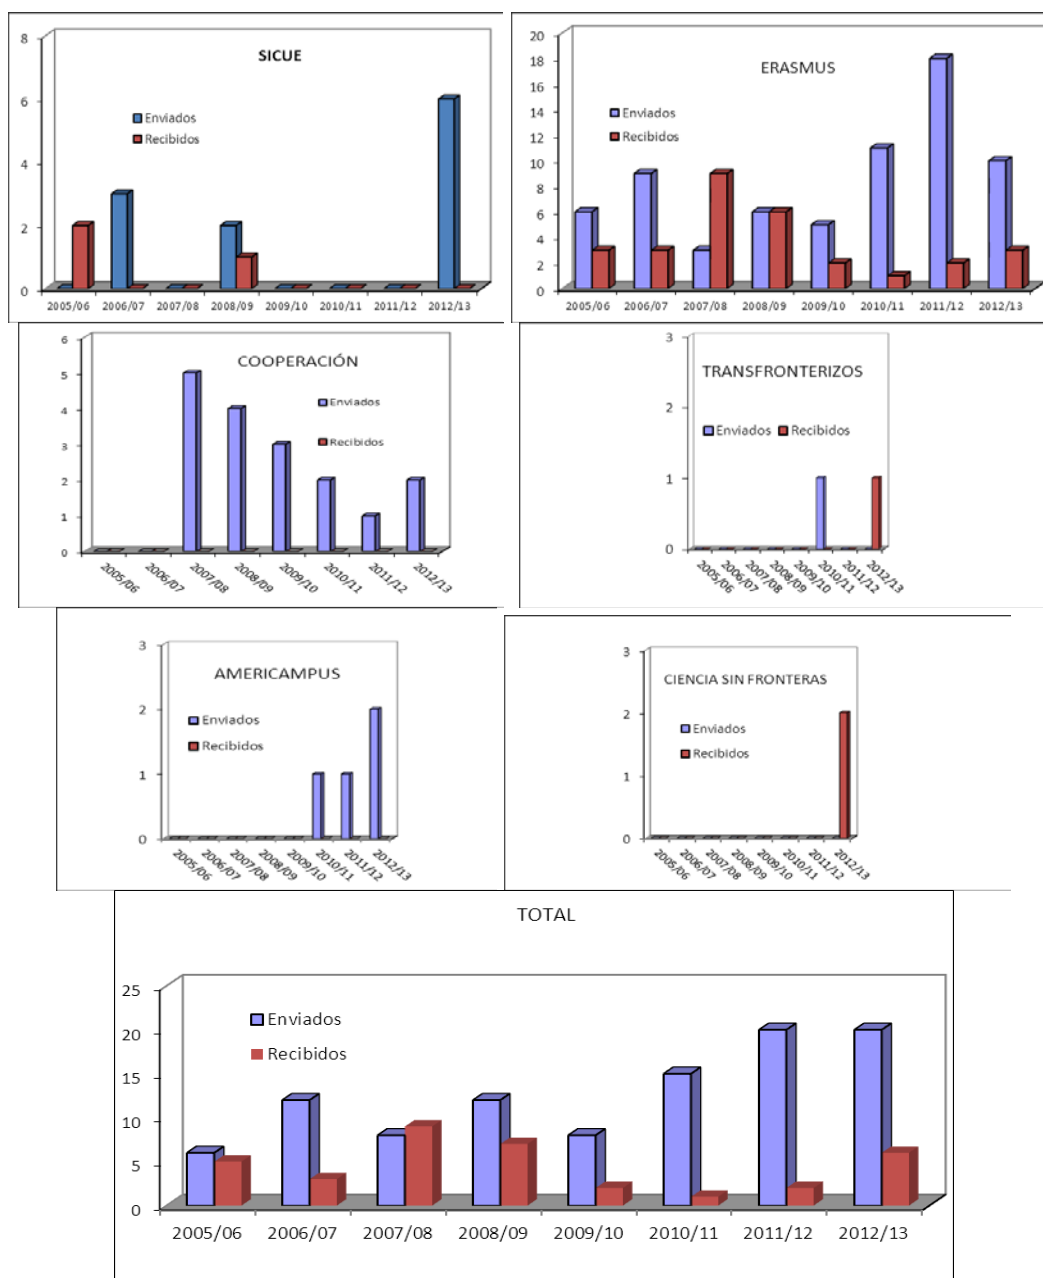 SICUE
8
6
4
2
0
Enviados
Recibidos
2005/06 2006/07 2007/08 2008/09 2009/10 2010/11 2011/12 2012/13
ERASMUS
20
18
16
14
12
10
8
6
4
2
0
Enviados
Recibidos
2005/06 2006/07 2007/08 2008/09 2009/10 2010/11 2011/12 2012/13
COOPERACIÓN
6
5
4
3
2
1
0
Enviados
Recibidos
2005/06 2006/07 2007/08 2008/09 2009/10 2010/11 2011/12 2012/13
TRANSFRONTERIZOS
3
2
1
0
Enviados Recibidos
2005/06 2006/07 2007/08 2008/09 2009/10 2010/11 2011/12 2012/13
AMERICAMPUS
3
2
1
0
Enviados
Recibidos
2005/06 2006/07 2007/08 2008/09 2009/10 2010/11 2011/12 2012/13
CIENCIA SIN FRONTERAS
3
2
1
0
Enviados
Recibidos
2005/06 2006/07 2007/08 2008/09 2009/10 2010/11 2011/12 2012/13
TOTAL
25
20
15
10
5
0
Enviados
Recibidos
2005/06 2006/07 2007/08 2008/09 2009/10 2010/11 2011/12 2012/13